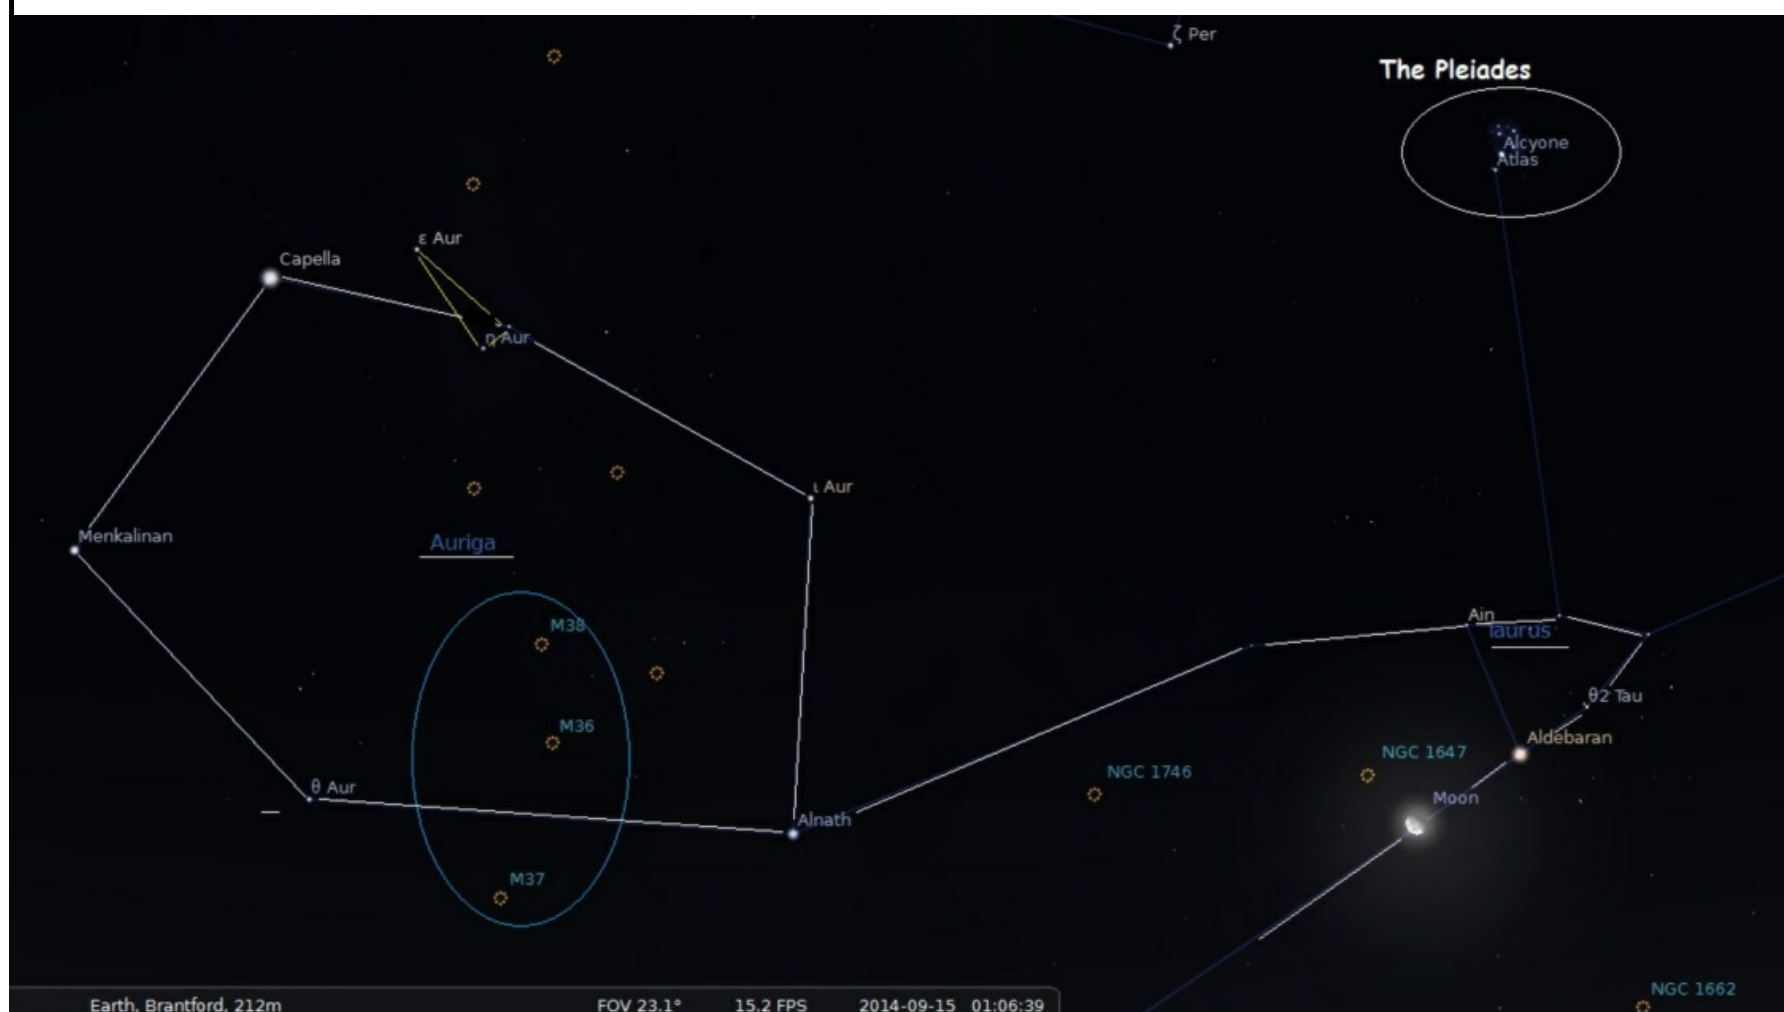 ζ Per
The Pleiades
Alcyone
Atlas
ε Aur
Capella
η Aur
ι Aur
Menkalinan
Auriga
M38
Ain
Taurus
θ2 Tau
M36
Aldebaran
NGC 1647
NGC 1746
θ Aur
Moon
Alnath
M37
NGC 1662
Earth, Brantford, 212m FOV 23.1° 15.2 FPS 2014-09-15 01:06:39